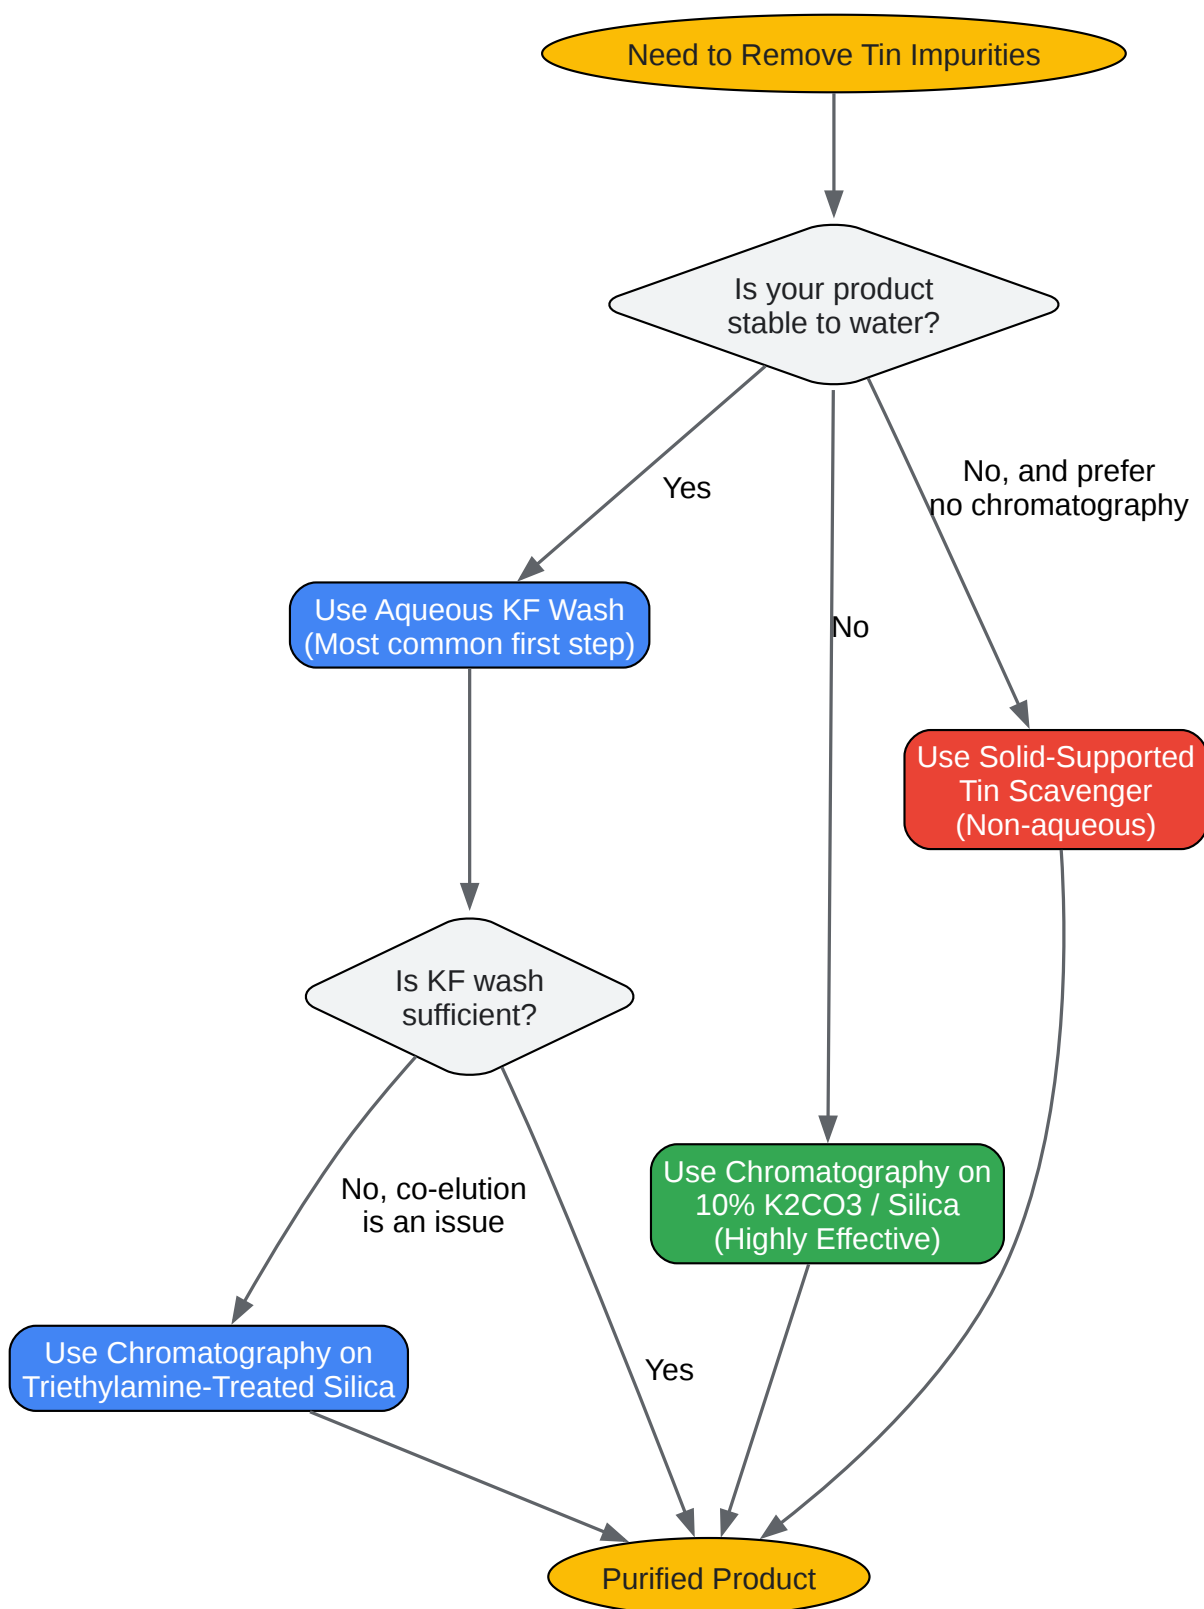 Need to Remove Tin Impurities
Is your product
stable to water?
Yes
No, and prefer
no chromatography
Use Aqueous KF Wash
(Most common first step)
No
Use Solid-Supported
Tin Scavenger
(Non-aqueous)
Is KF wash
sufficient?
No, co-elution
is an issue
Use Chromatography on
10% K2CO3 / Silica
(Highly Effective)
Use Chromatography on
Triethylamine-Treated Silica
Yes
Purified Product